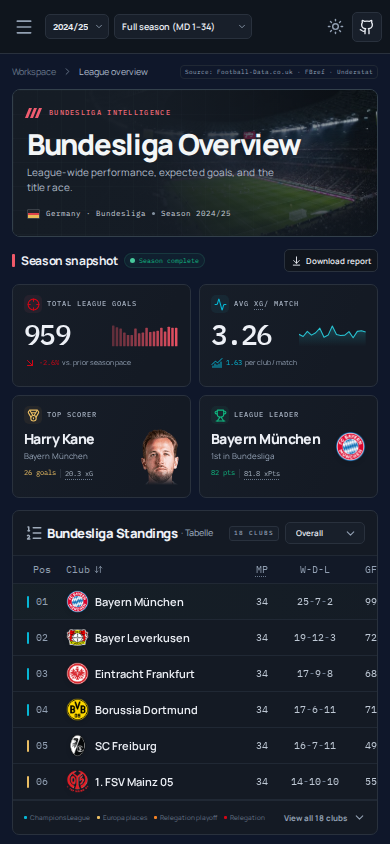 2024/25 Full season (MD 1–34)
Workspace > League overview Source: Football-Data.co.uk · FBref · Understat
BUNDESLIGA INTELLIGENCE
Bundesliga Overview
League-wide performance, expected goals, and the
title race.
Germany · Bundesliga • Season 2024/25
Season snapshot Season complete Download report
TOTAL LEAGUE GOALS
959
vs. prior season pace
AVG XG/ MATCH
3.26
1.63 per club / match
TOP SCORER
Harry Kane
Bayern München
26 goals 20.3 xG
LEAGUE LEADER
Bayern München
1st in Bundesliga
82 pts 81.8 xPts
Bundesliga Standings · Tabelle 18 CLUBS Overall
Pos Club MP W-D-L GF
01 Bayern München 34 25-7-2 99
02 Bayer Leverkusen 34 19-12-3 72
03 Eintracht Frankfurt 34 17-9-8 68
04 Borussia Dortmund 34 17-6-11 71
05 SC Freiburg 34 16-7-11 49
06 1. FSV Mainz 05 34 14-10-10 55
Champions League Europa places Relegation playoff Relegation View all 18 clubs